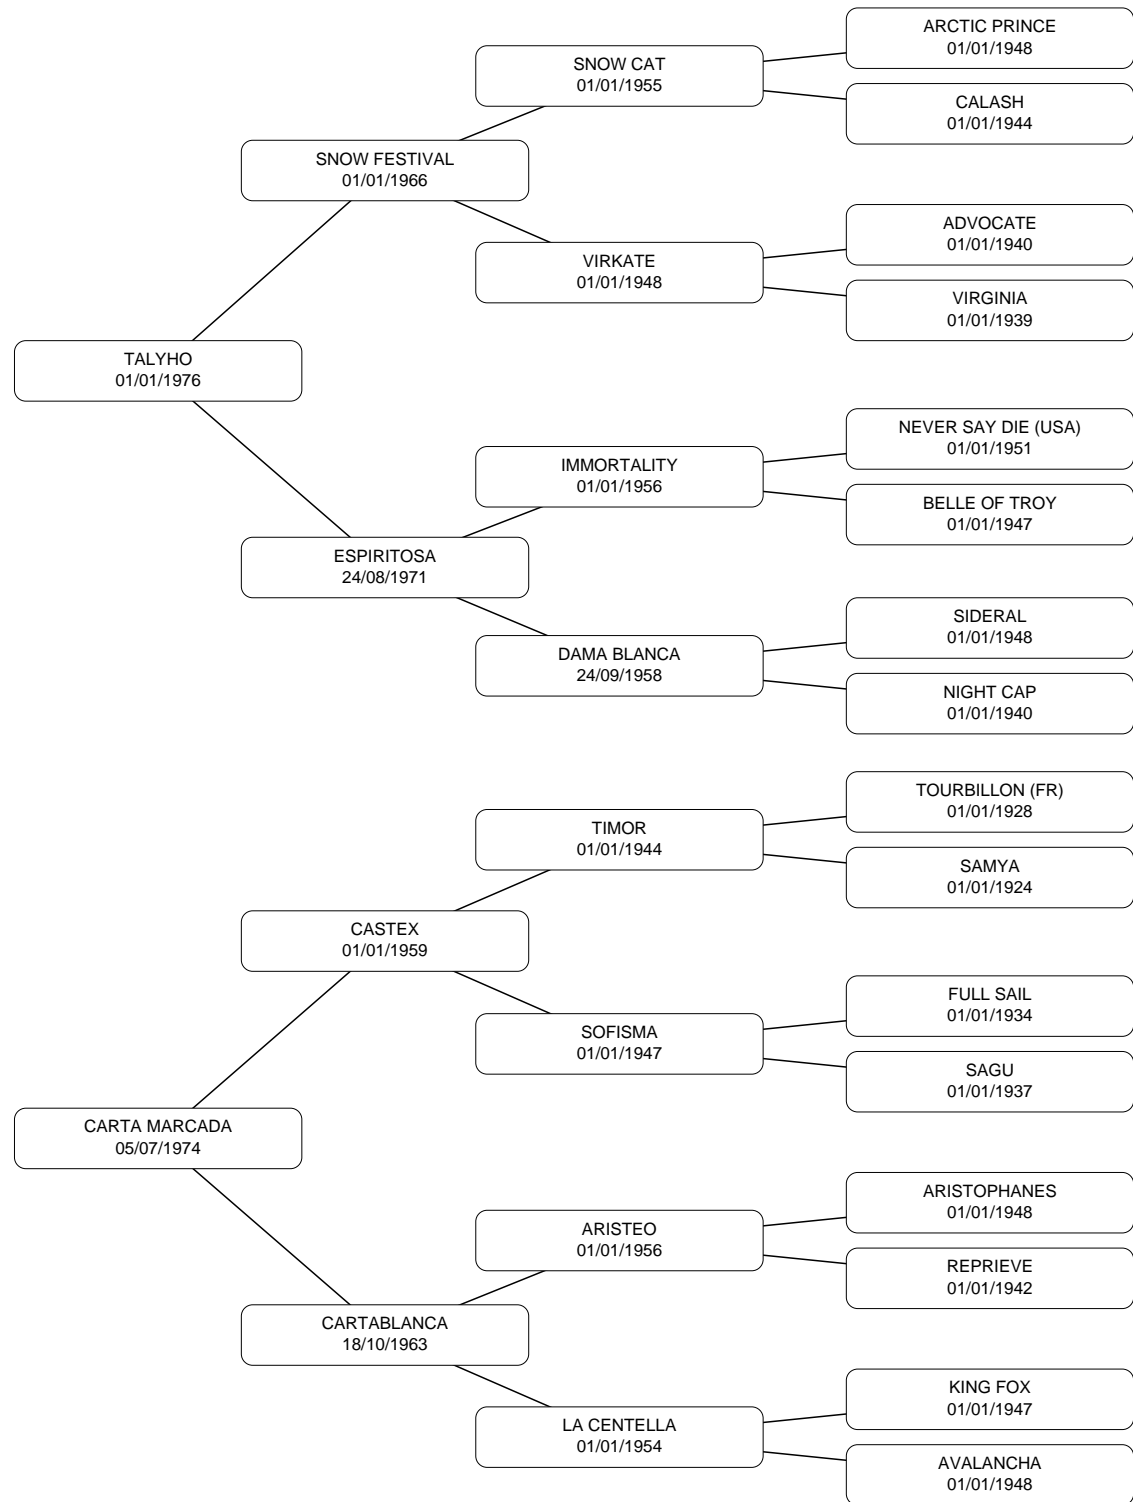 ARCTIC PRINCE
01/01/1948
SNOW CAT
01/01/1955
CALASH
01/01/1944
SNOW FESTIVAL
01/01/1966
ADVOCATE
01/01/1940
VIRKATE
01/01/1948
VIRGINIA
01/01/1939
TALYHO
01/01/1976
NEVER SAY DIE (USA)
01/01/1951
IMMORTALITY
01/01/1956
BELLE OF TROY
01/01/1947
ESPIRITOSA
24/08/1971
SIDERAL
01/01/1948
DAMA BLANCA
24/09/1958
NIGHT CAP
01/01/1940
TOURBILLON (FR)
01/01/1928
TIMOR
01/01/1944
SAMYA
01/01/1924
CASTEX
01/01/1959
FULL SAIL
01/01/1934
SOFISMA
01/01/1947
SAGU
01/01/1937
CARTA MARCADA
05/07/1974
ARISTOPHANES
01/01/1948
ARISTEO
01/01/1956
REPRIEVE
01/01/1942
CARTABLANCA
18/10/1963
KING FOX
01/01/1947
LA CENTELLA
01/01/1954
AVALANCHA
01/01/1948